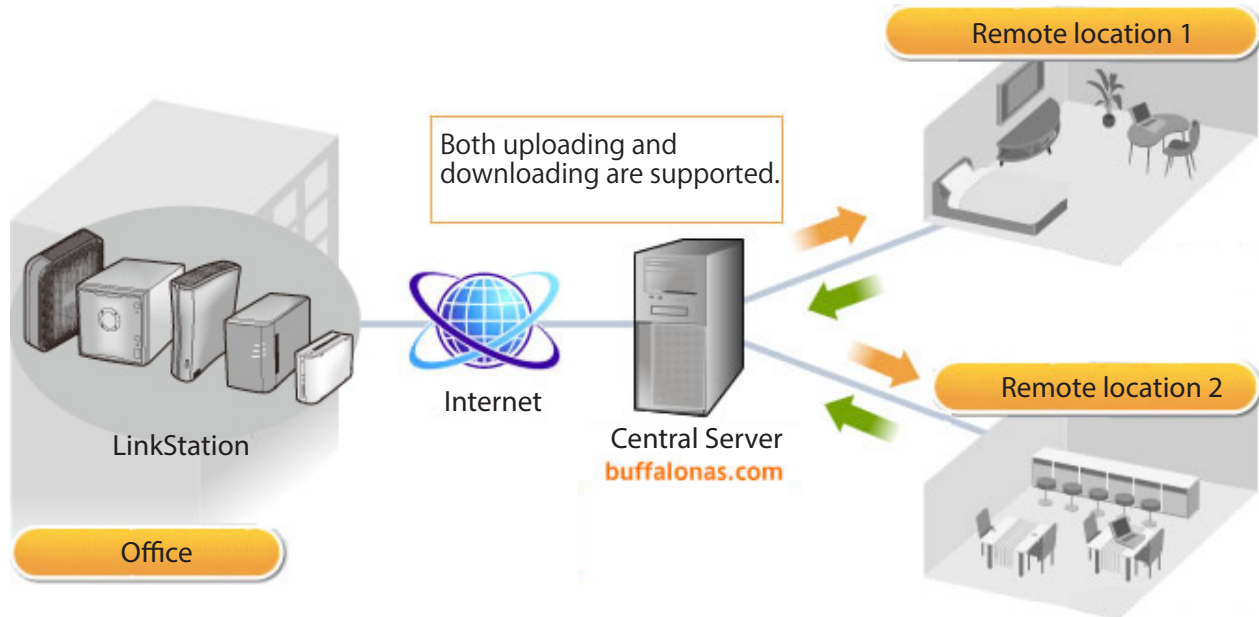 Remote location 1
Both uploading and
downloading are supported.
Internet
LinkStation
Central Server
buffalonas.com
Remote location 2
Office